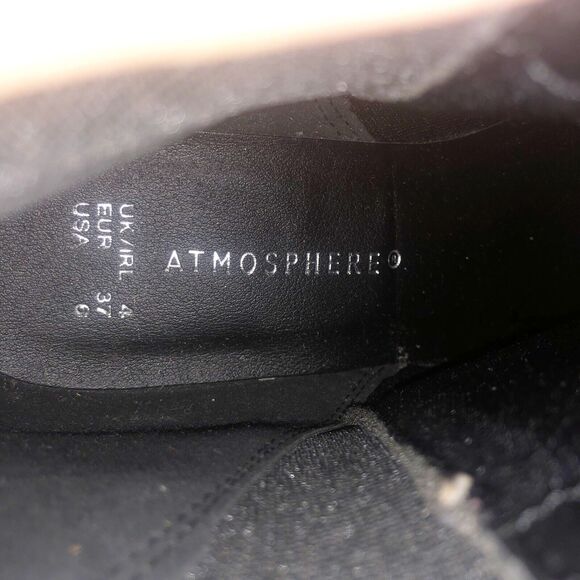 UK/IRL 4
EUR 37
USA 6
ATMOSPHERE®